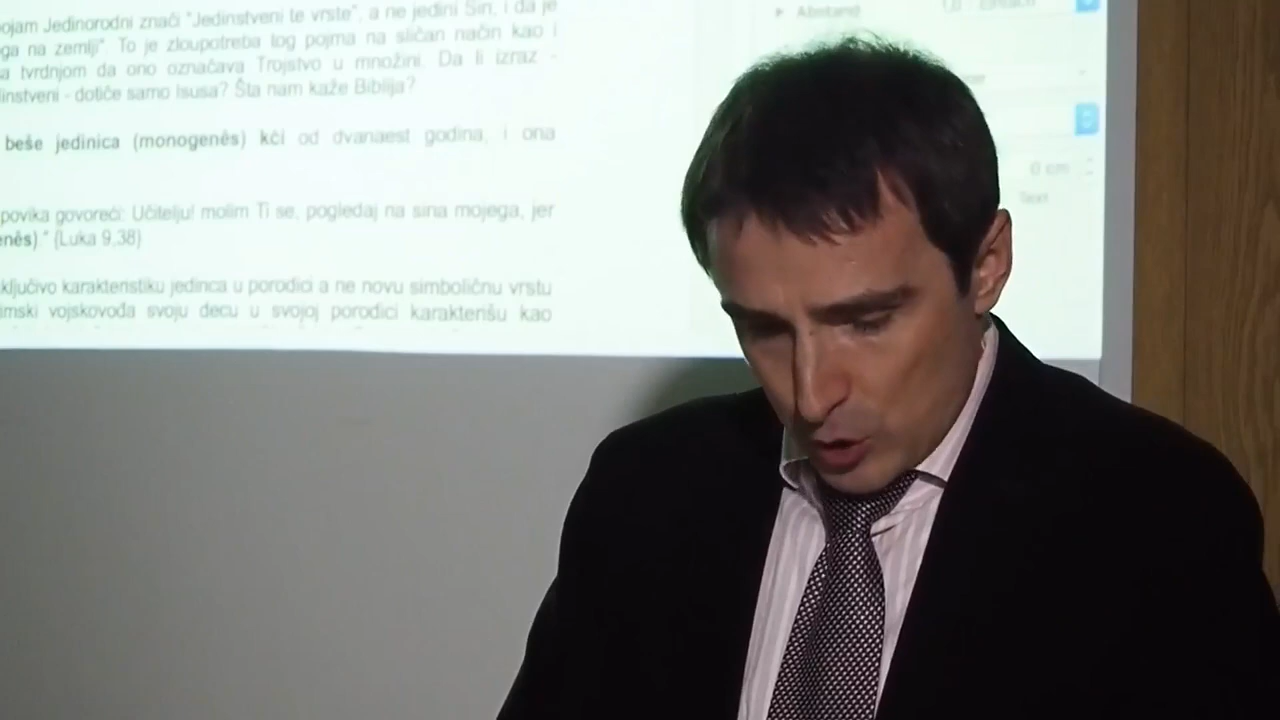 pojam Jedinorodni znači "Jedinstveni te vrste", a ne jedini Sin, i da je
ga na zemlji". To je zloupotreba tog pojma na sličan način kao i
a tvrdnjom da ono označava Trojstvo u množini. Da li izraz -
instveni - dotiče samo Isusa? Šta nam kaže Biblija?
beše jedinica (monogenēs) kći od dvanaest godina, i ona
povika govoreći: Učitelju! molim Ti se, pogledaj na sina mojega, jer
enēs)." (Luka 9,38)
ključivo karakteristiku jedinca u porodici a ne novu simboličnu vrstu
imski vojskovođa svoju decu u svojoj porodici karakterišu kao
Abstand
0 cm
Text